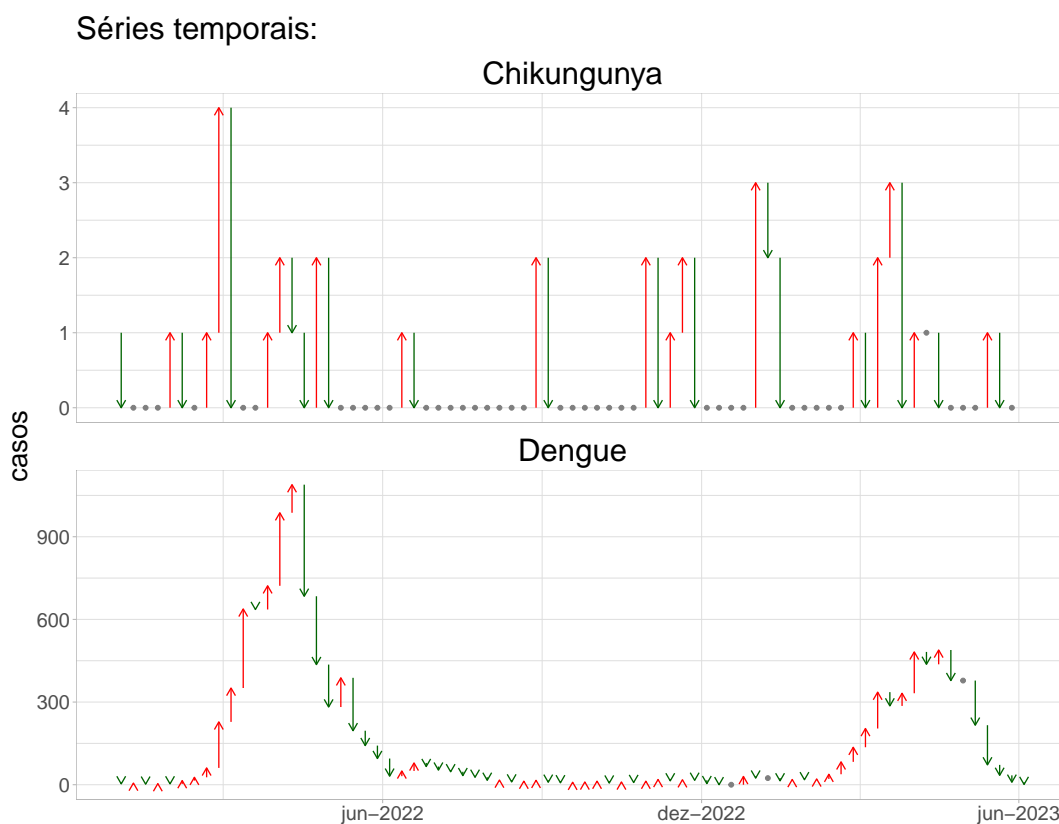 Séries temporais:
Chikungunya
4
3
2
1
0
casos
Dengue
900
600
300
0
jun−2022
dez−2022
jun−2023